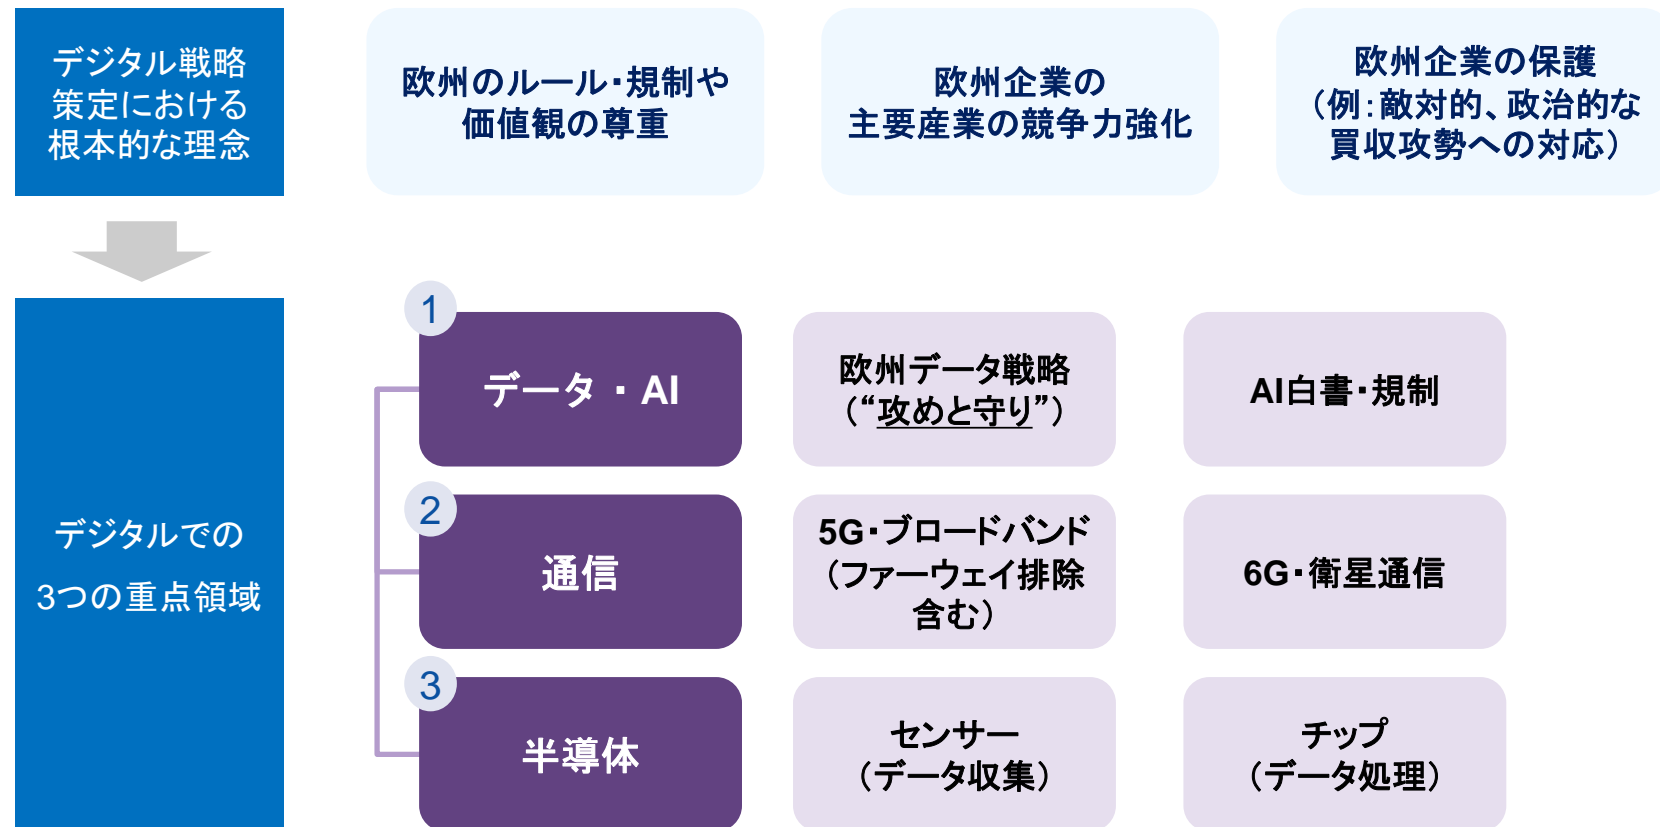 デジタル戦略
策定における
根本的な理念
欧州のルール・規制や
価値観の尊重
欧州企業の
主要産業の競争力強化
欧州企業の保護
（例：敵対的、政治的な
買収攻勢への対応）
デジタルでの
3つの重点領域
1
データ ・ AI
欧州データ戦略
（“攻めと守り”）
AI白書・規制
2
通信
5G・ブロードバンド
（ファーウェイ排除
含む）
6G・衛星通信
3
半導体
センサー
（データ収集）
チップ
（データ処理）